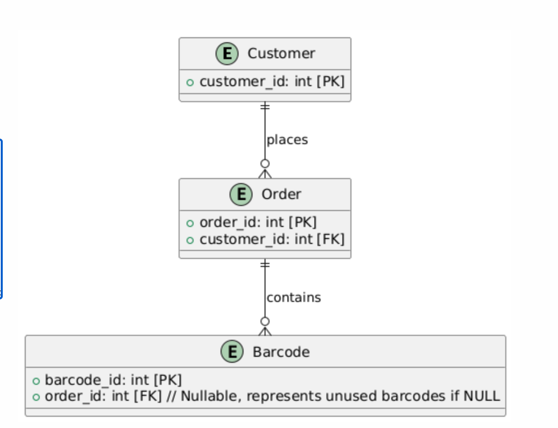 E Customer
customer_id: int [PK]
places
E Order
order_id: int [PK]
customer_id: int [FK]
contains
E Barcode
barcode_id: int [PK]
order_id: int [FK] // Nullable, represents unused barcodes if NULL